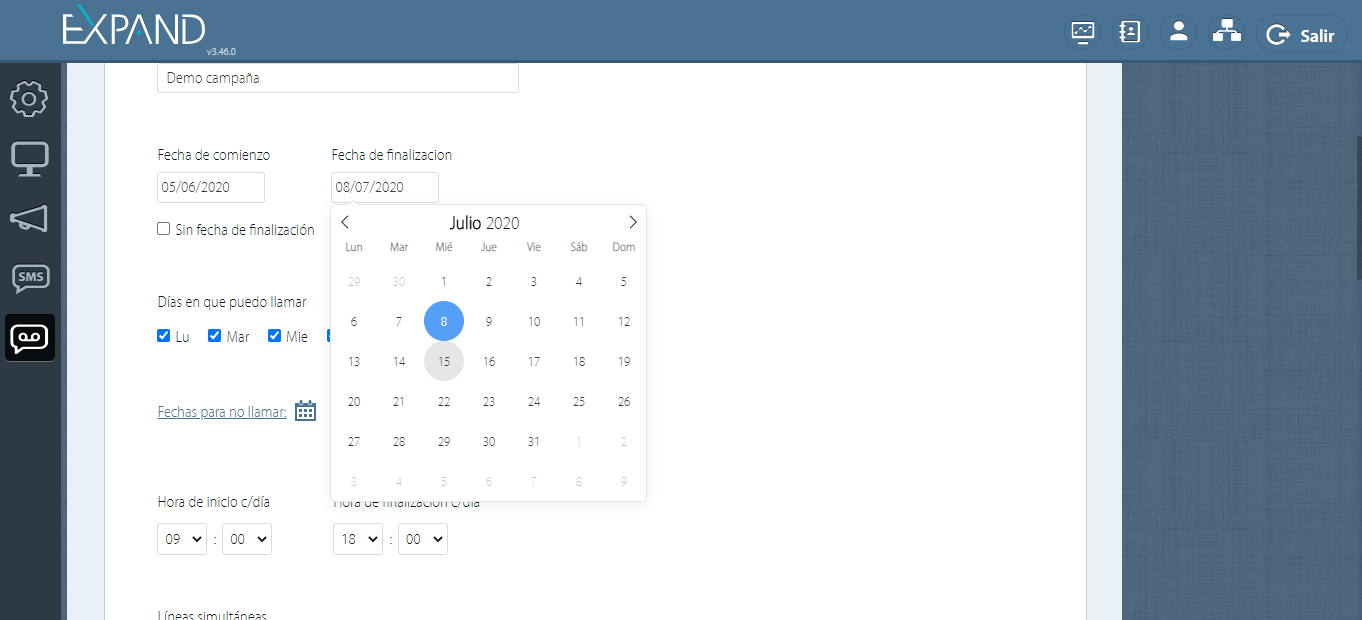 EXPAND
v3.46.0
Salir
SMS
Demo campaña
Fecha de comienzo
Fecha de finalizacion
05/06/2020
08/07/2020
Sin fecha de finalización
Julio 2020
Lun Mar Mié Jue Vie Sáb Dom
29 30 1 2 3 4 5
6 7 8 9 10 11 12
13 14 15 16 17 18 19
20 21 22 23 24 25 26
27 28 29 30 31 1 2
3 4 5 6 7 8 9
Días en que puedo llamar
Lu Mar Mie
Fechas para no llamar:
Hora de inicio c/día
Hora de finalización c/día
09 : 00
18 : 00
Líneas simultáneas